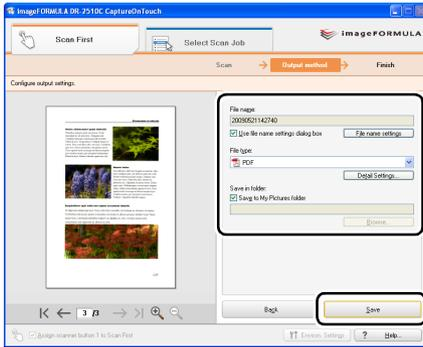 imageFORMULA DR-2510C CaptureOnTouch
Scan First
Select Scan Job
imageFORMULA
Scan
Output method
Finish
Configure output settings.
File name:
20090521142740
Use file name settings dialog box
File name settings
File type:
PDF
Detail Settings...
Save in folder:
Save to My Pictures folder
Browse...
3 /3
Back
Save
Assign scanner button 1 to Scan First
Environ. Settings
? Help...